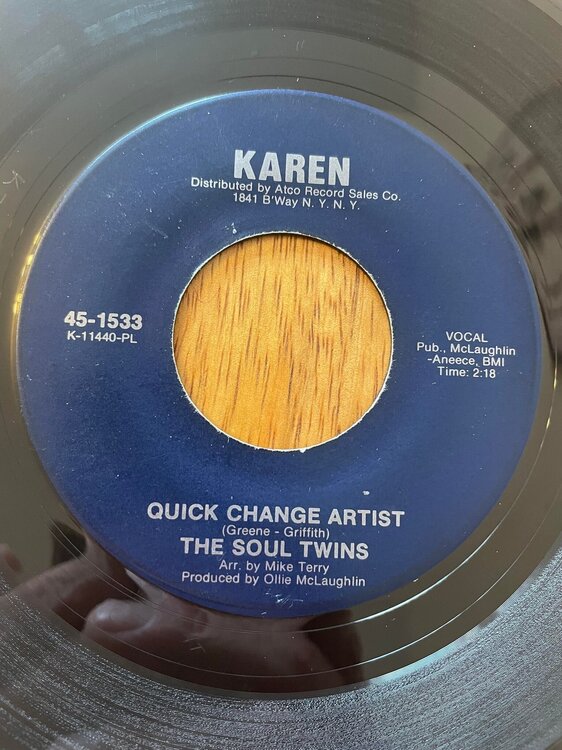 KAREN
Distributed by Atco Record Sales Co.
1841 B'Way N. Y. N. Y.
45-1533
K-11440-PL
VOCAL
Pub., McLaughlin
-Aneece, BMI
Time: 2:18
QUICK CHANGE ARTIST
(Greene - Griffith)
THE SOUL TWINS
Arr. by Mike Terry
Produced by Ollie McLaughlin